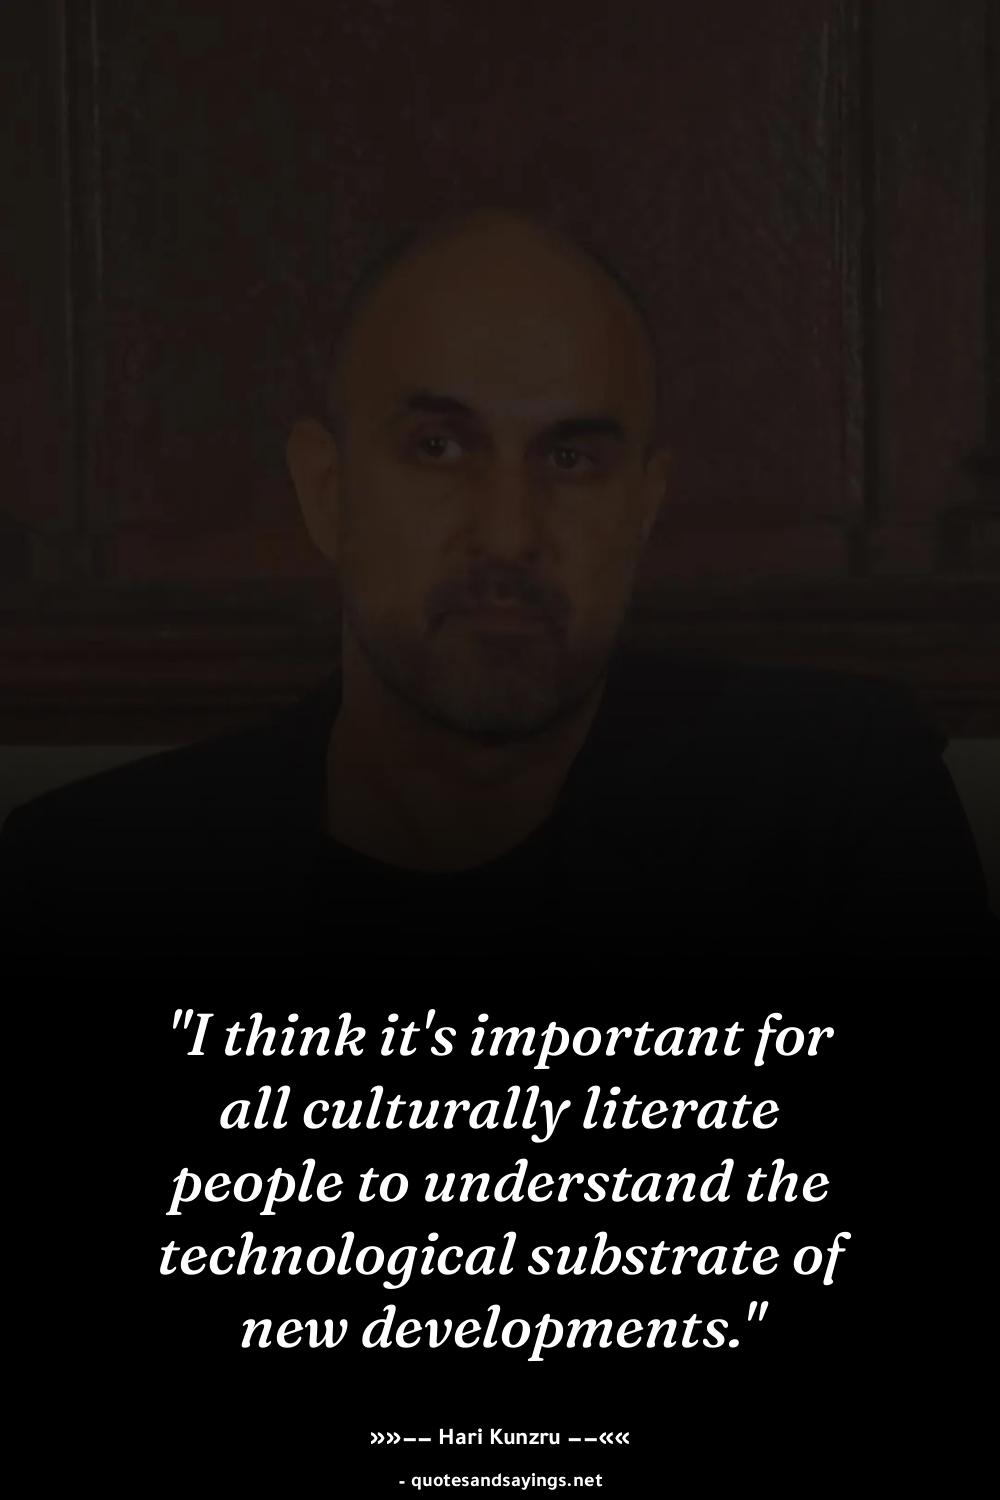 "I think it's important for
all culturally literate
people to understand the
technological substrate of
new developments."
»»−− Hari Kunzru −−««
- quotesandsayings.net